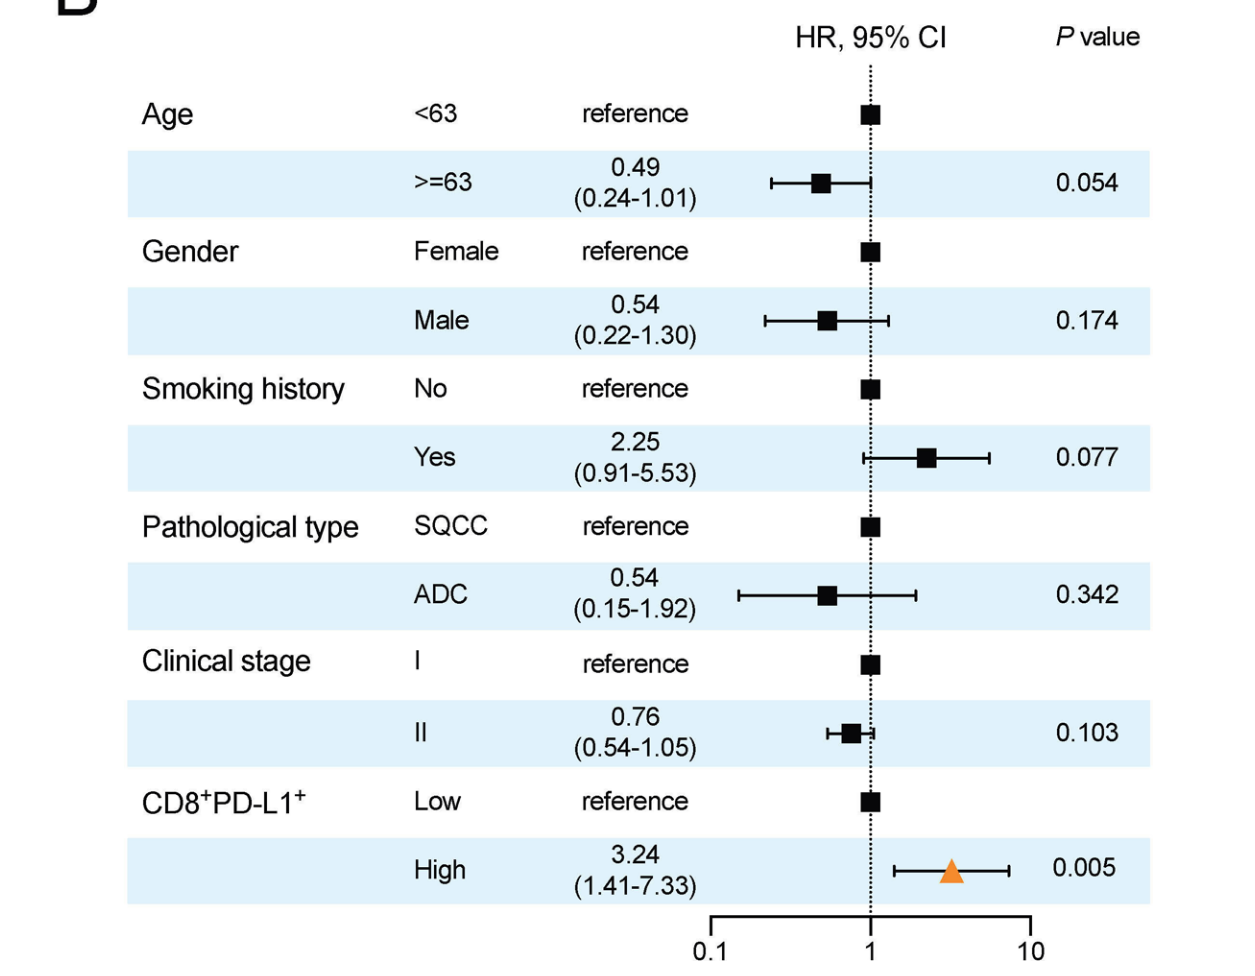 B
HR, 95% CI P value
Age <63 reference
>=63 0.49 (0.24-1.01) 0.054
Gender Female reference
Male 0.54 (0.22-1.30) 0.174
Smoking history No reference
Yes 2.25 (0.91-5.53) 0.077
Pathological type SQCC reference
ADC 0.54 (0.15-1.92) 0.342
Clinical stage I reference
II 0.76 (0.54-1.05) 0.103
CD8⁺PD-L1⁺ Low reference
High 3.24 (1.41-7.33) 0.005
0.1 1 10